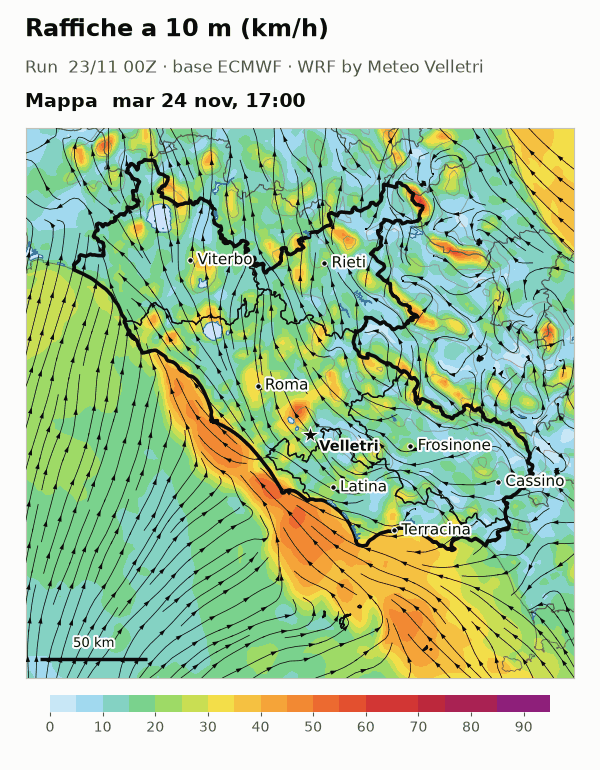 Raffiche a 10 m (km/h)
Run  23/11 00Z · base ECMWF · WRF by Meteo Velletri
Mappa  mar 24 nov, 17:00
Viterbo
Rieti
Roma
Velletri
Frosinone
Latina
Cassino
Terracina
50 km
0 10 20 30 40 50 60 70 80 90